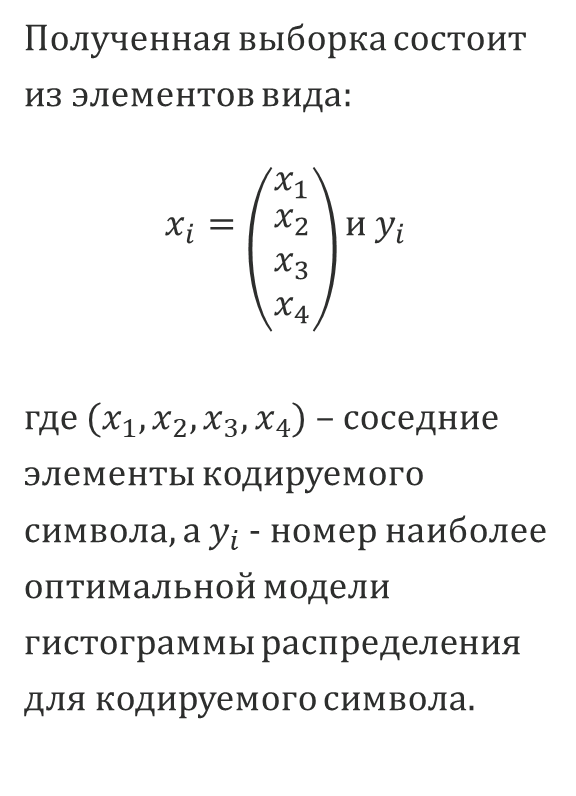 Полученная выборка состоит
из элементов вида:
x₁
x₂
xᵢ = и yᵢ
x₃
x₄
где (x₁, x₂, x₃, x₄) – соседние
элементы кодируемого
символа, а yᵢ - номер наиболее
оптимальной модели
гистограммы распределения
для кодируемого символа.